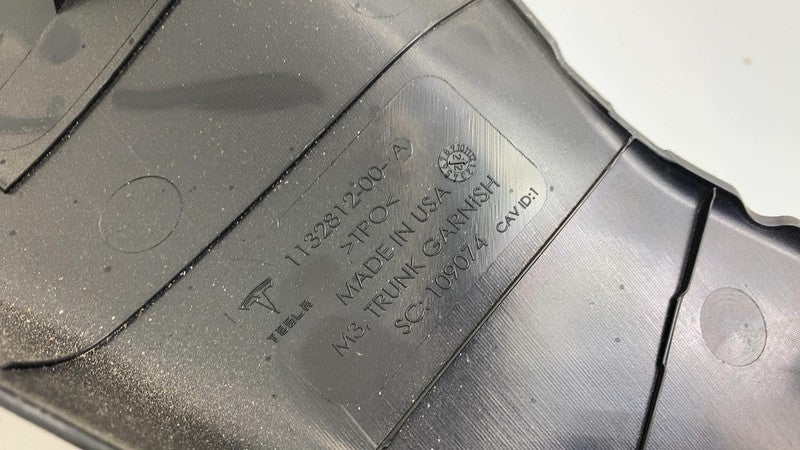 TESLA
1132812-00-A
>TPO<
MADE IN USA
M3, TRUNK GARNISH
SC: 109074
CAV ID:1